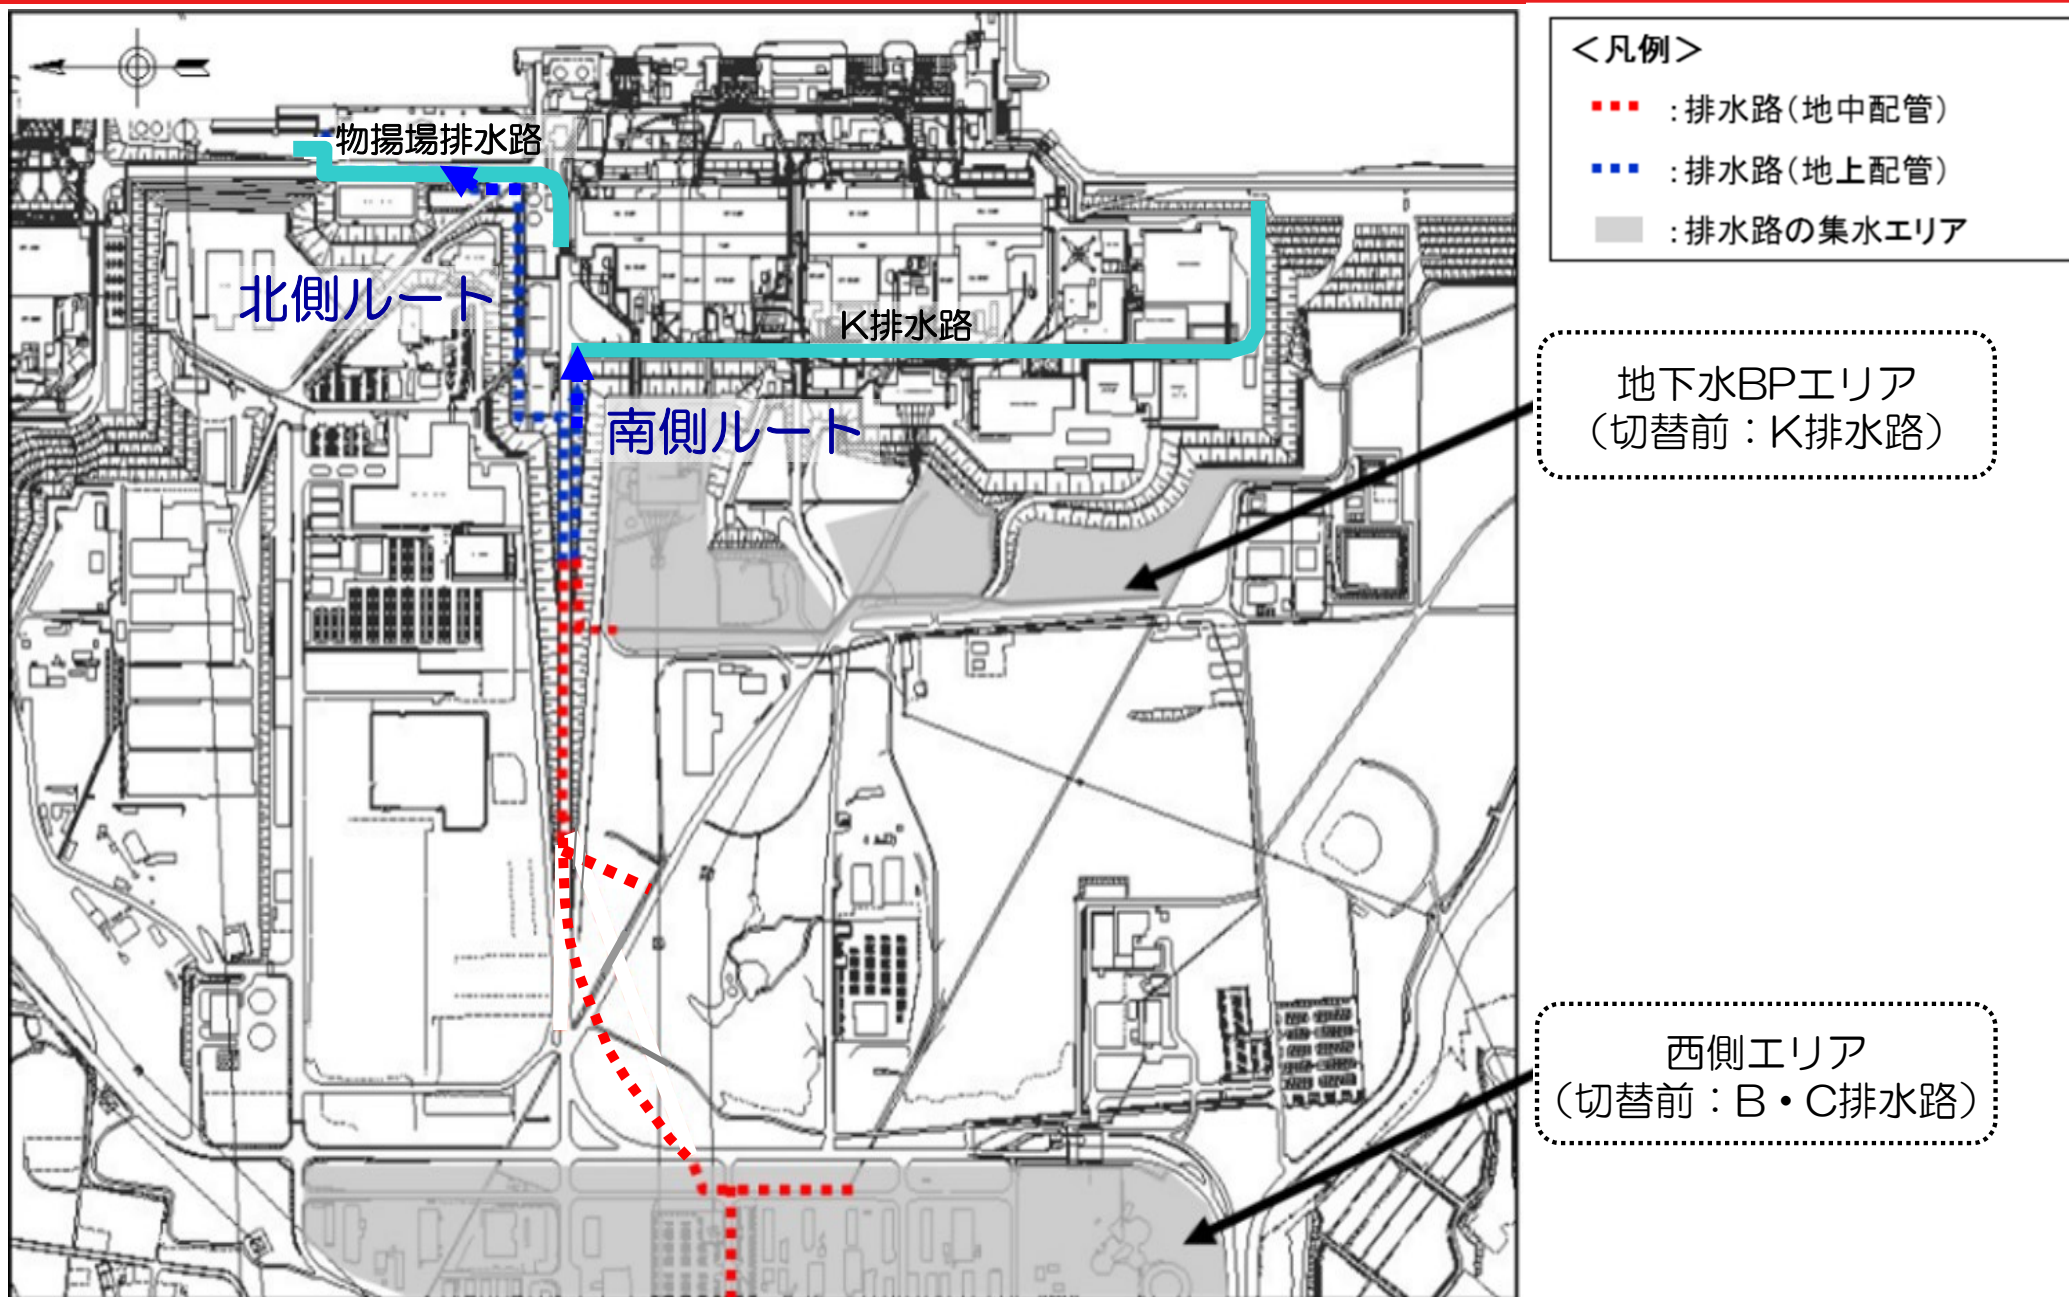 <凡例>
:排水路(地中配管)
:排水路(地上配管)
:排水路の集水エリア
物揚場排水路
北側ルート
K排水路
南側ルート
地下水BPエリア
(切替前:K排水路)
西側エリア
(切替前:B・C排水路)